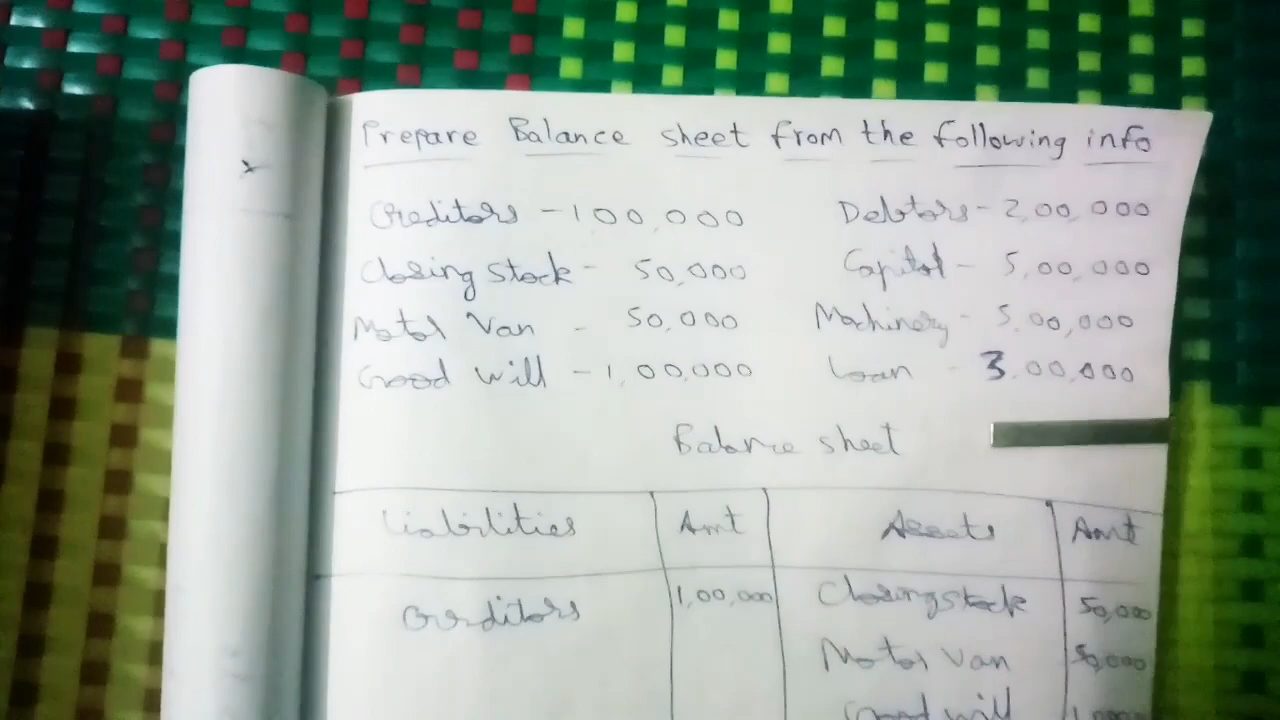 Prepare Balance sheet from the following info
Creditors - 100,000 Debtors - 2,00,000
Closing stock - 50,000 Capital - 5,00,000
Motor Van - 50,000 Machinery - 5,00,000
Good will - 1,00,000 Loan - 3,00,000
Balance sheet
Liabilities Amt Assets Amt
Creditors 1,00,000 Closing stock 50,000
Motor Van 50,000
Good will